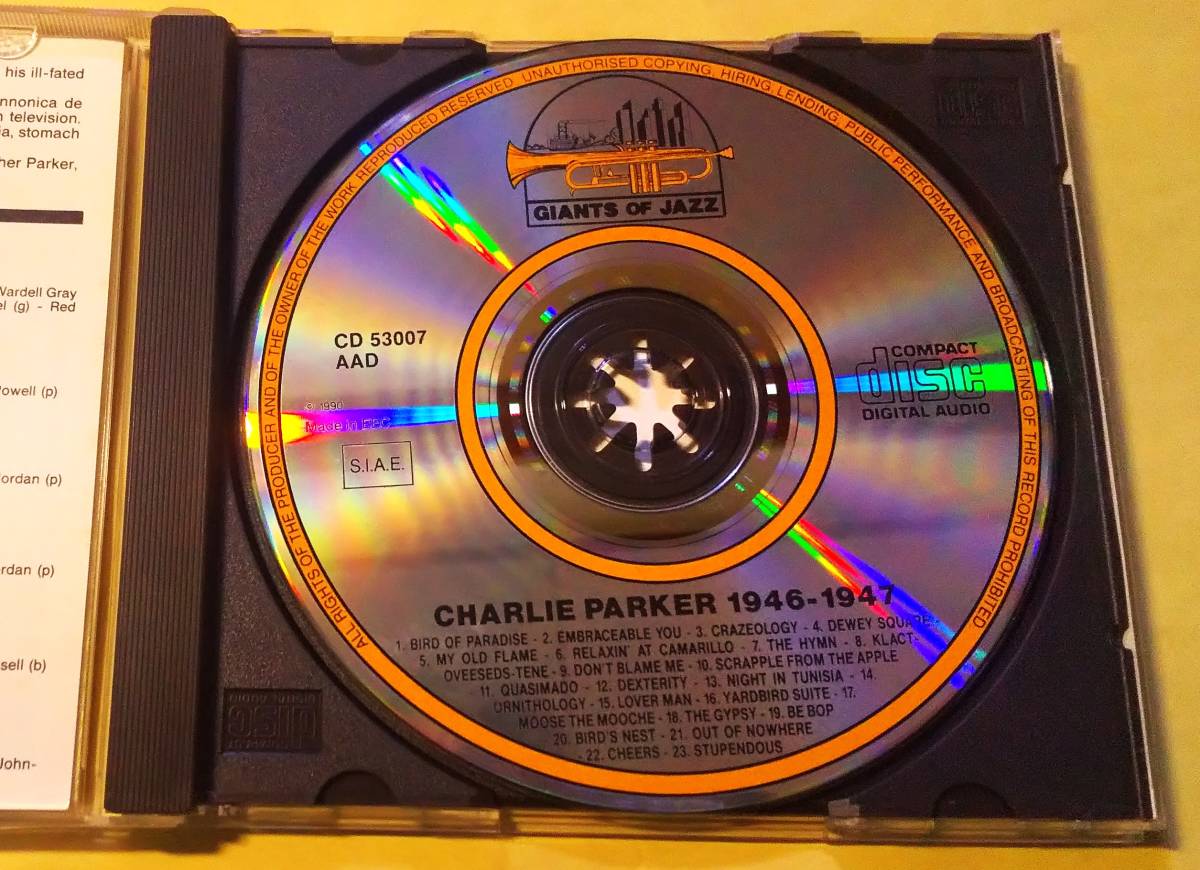 his ill-fated
nnonica de
n television.
ia, stomach
her Parker,
Wardell Gray
el (g) - Red
Powell (p)
Jordan (p)
ordan (p)
ssell (b)
John-
ALL RIGHTS OF THE PRODUCER AND OF THE OWNER OF THE WORK REPRODUCED RESERVED UNAUTHORISED COPYING, HIRING, LENDING, PUBLIC PERFORMANCE AND BROADCASTING OF THIS RECORD PROHIBITED
GIANTS OF JAZZ
CD 53007
AAD
© 1990
Made in EEC
S.I.A.E.
COMPACT
disc
DIGITAL AUDIO
CHARLIE PARKER 1946-1947
1. BIRD OF PARADISE - 2. EMBRACEABLE YOU - 3. CRAZEOLOGY - 4. DEWEY SQUARE -
5. MY OLD FLAME - 6. RELAXIN' AT CAMARILLO - 7. THE HYMN - 8. KLACT-
OVEESEDS-TENE - 9. DON'T BLAME ME - 10. SCRAPPLE FROM THE APPLE
11. QUASIMADO - 12. DEXTERITY - 13. NIGHT IN TUNISIA - 14.
ORNITHOLOGY - 15. LOVER MAN - 16. YARDBIRD SUITE - 17.
MOOSE THE MOOCHE - 18. THE GYPSY - 19. BE BOP
20. BIRD'S NEST - 21. OUT OF NOWHERE
- 22. CHEERS - 23. STUPENDOUS